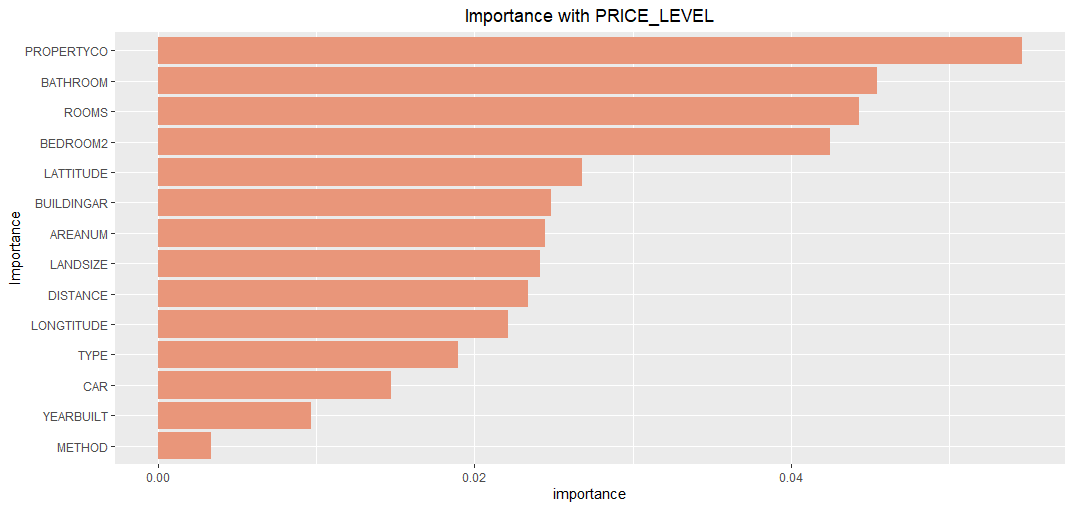 Importance with PRICE_LEVEL
Importance
PROPERTYCO
BATHROOM
ROOMS
BEDROOM2
LATTITUDE
BUILDINGAR
AREANUM
LANDSIZE
DISTANCE
LONGTITUDE
TYPE
CAR
YEARBUILT
METHOD
0.00 0.02 0.04
importance